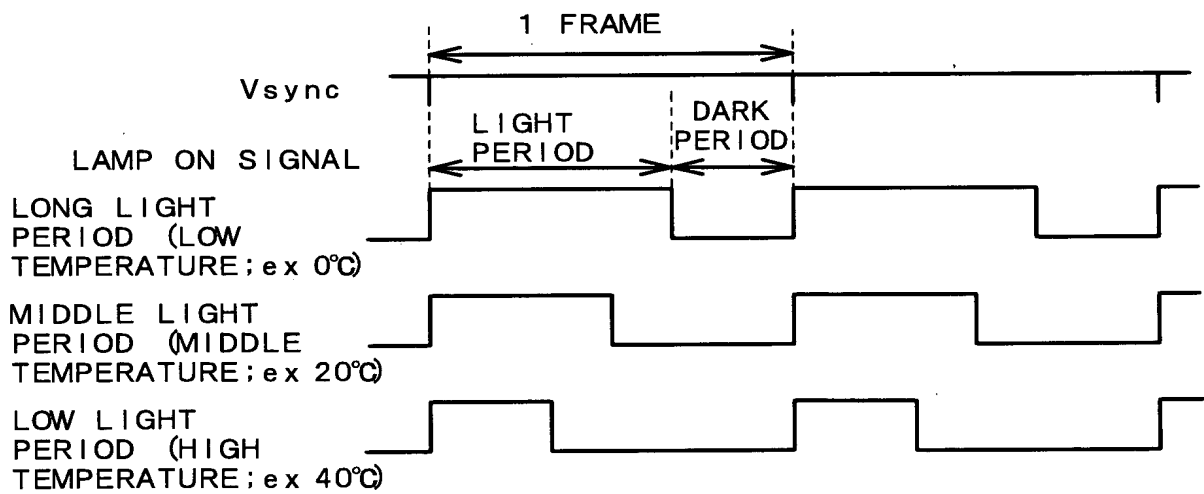 1 FRAME
Vsync
LIGHT
PERIOD
DARK
PERIOD
LAMP ON SIGNAL
LONG LIGHT
PERIOD (LOW
TEMPERATURE; ex 0℃)
MIDDLE LIGHT
PERIOD (MIDDLE
TEMPERATURE; ex 20℃)
LOW LIGHT
PERIOD (HIGH
TEMPERATURE; ex 40℃)